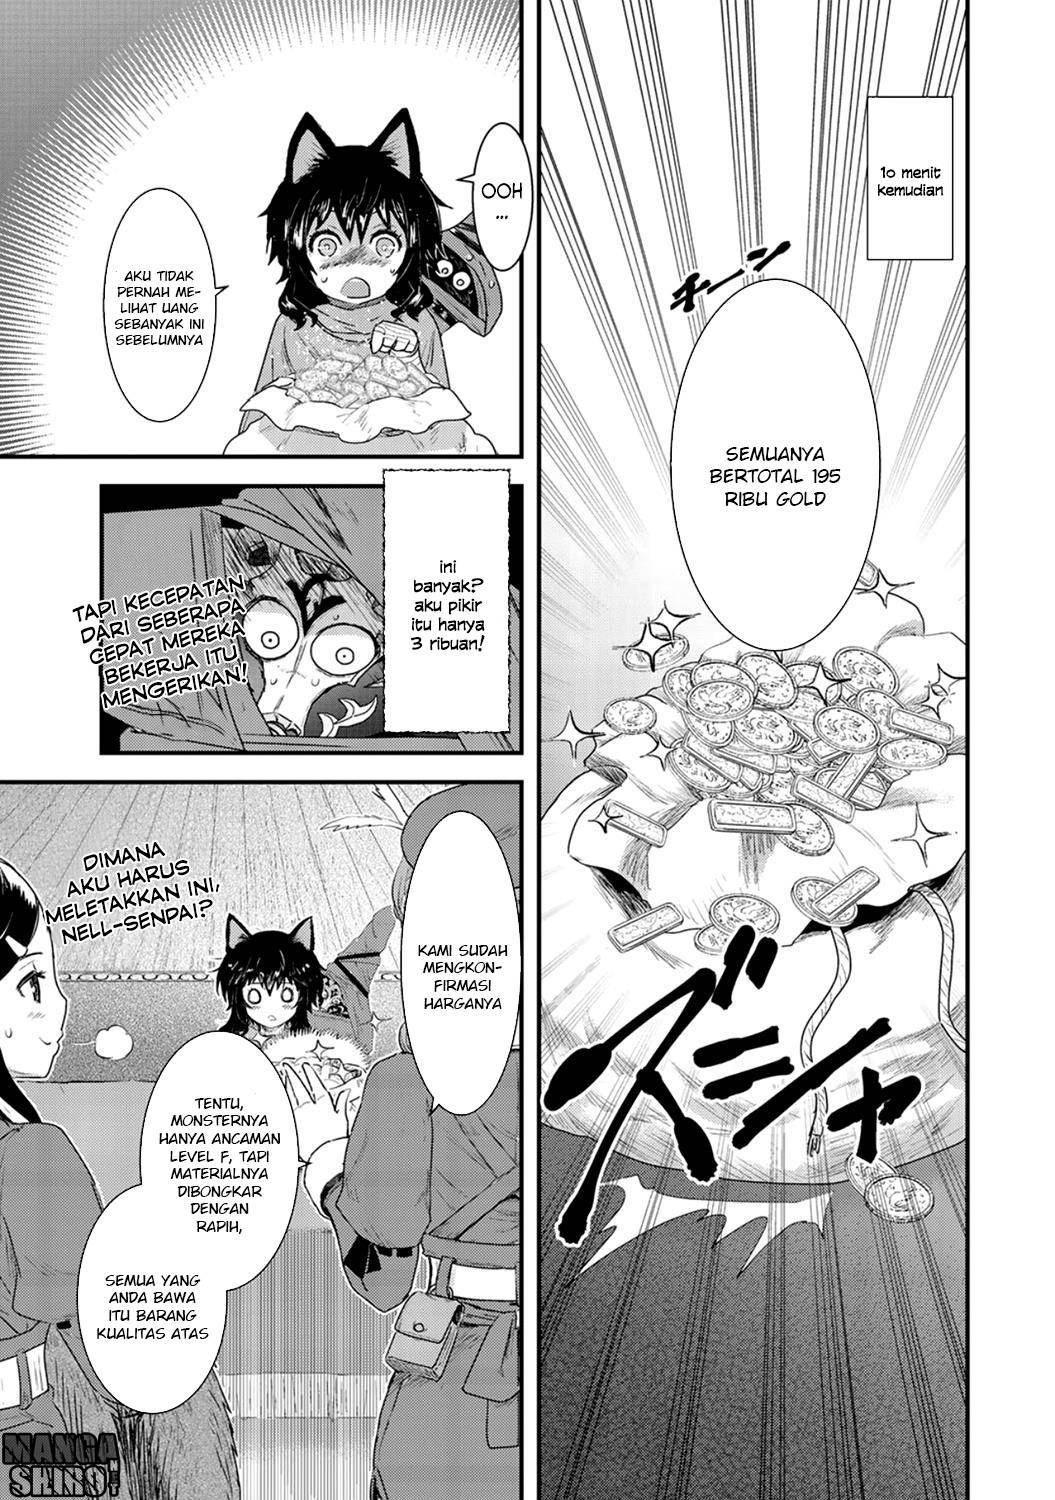 1o menit
kemudian
チーン
SEMUANYA
BERTOTAL 195
RIBU GOLD
ズシャ
OOH
...
AKU TIDAK
PERNAH ME-
LIHAT UANG
SEBANYAK INI
SEBELUMNYA
ini
banyak?
aku pikir
itu hanya
3 ribuan!
TAPI KECEPATAN
DARI SEBERAPA
CEPAT MEREKA
BEKERJA ITU
MENGERIKAN!
KAMI SUDAH
MENGKON-
FIRMASI
HARGANYA
DIMANA
AKU HARUS
MELETAKKAN INI,
NELL-SENPAI?
TENTU,
MONSTERNYA
HANYA ANCAMAN
LEVEL F, TAPI
MATERIALNYA
DIBONGKAR
DENGAN
RAPIH,
SEMUA YANG
ANDA BAWA
ITU BARANG
KUALITAS ATAS
MANGA
SHIRO